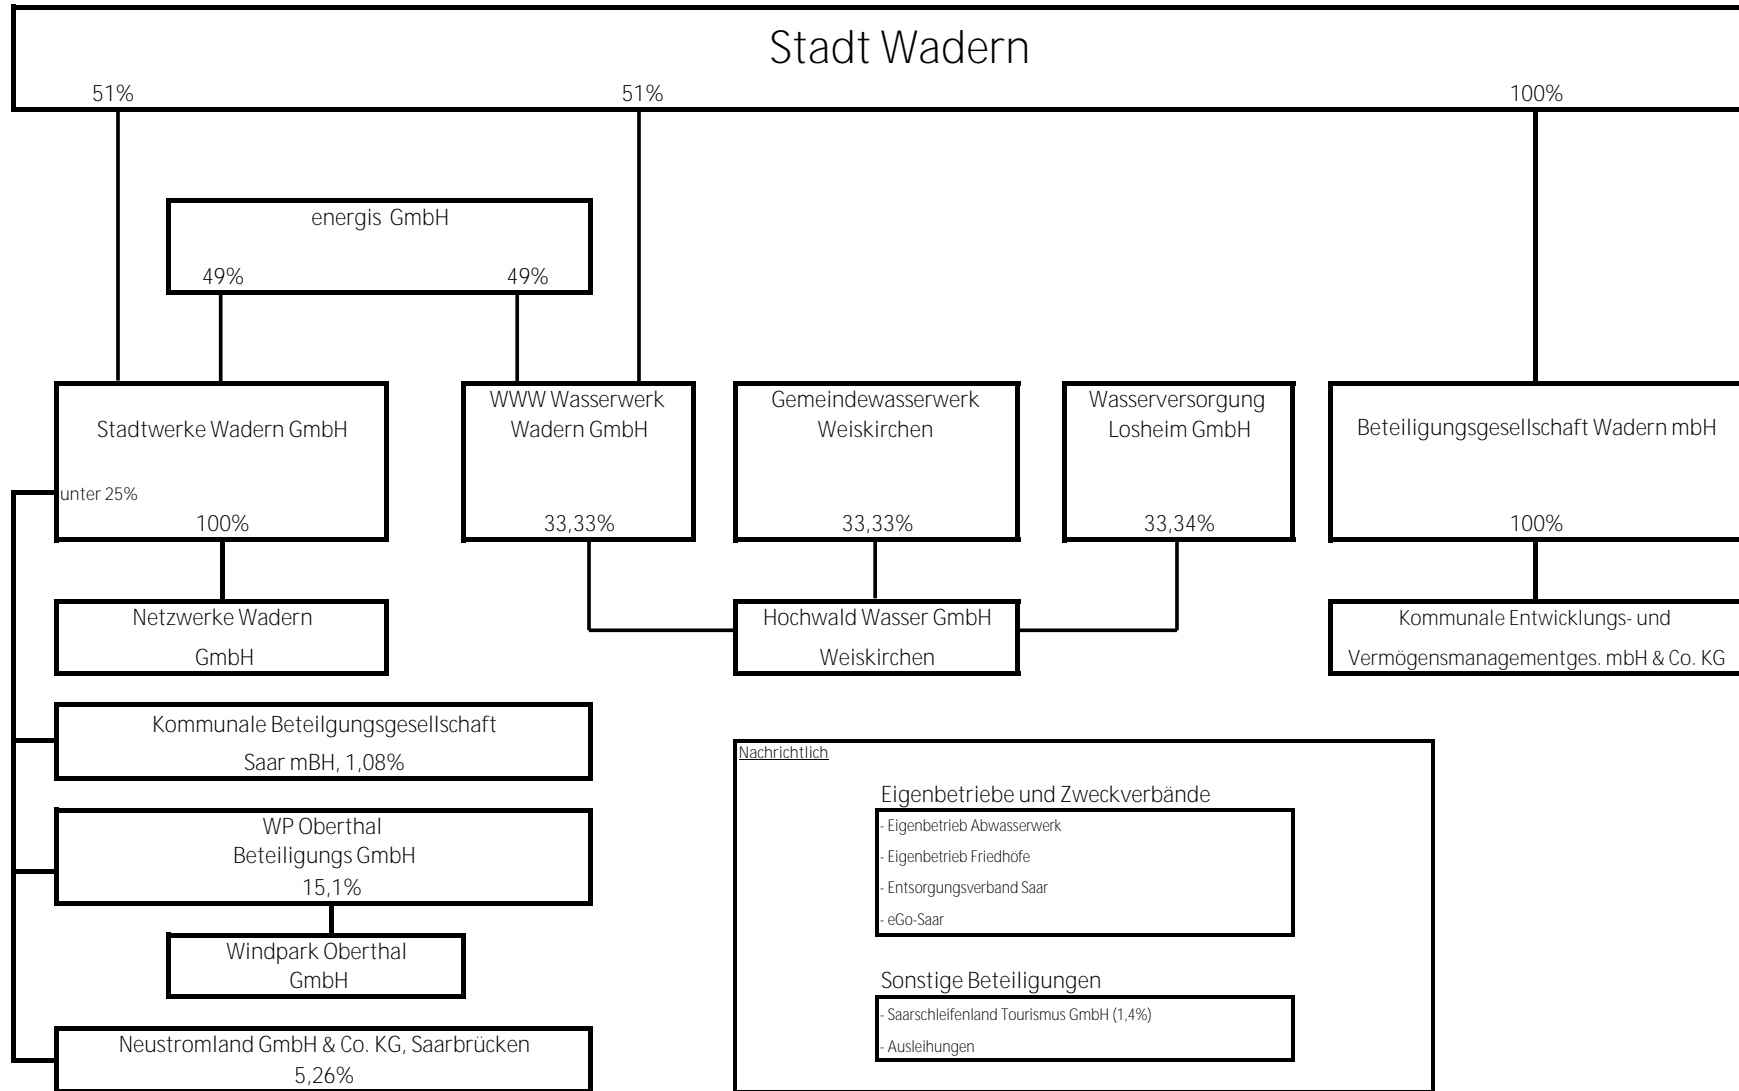 Stadt Wadern
51%
51%
100%
energis GmbH
49%
49%
Stadtwerke Wadern GmbH
unter 25%
100%
WWW Wasserwerk
Wadern GmbH
33,33%
Gemeindewasserwerk
Weiskirchen
33,33%
Wasserversorgung
Losheim GmbH
33,34%
Beteiligungsgesellschaft Wadern mbH
100%
Netzwerke Wadern
GmbH
Hochwald Wasser GmbH
Weiskirchen
Kommunale Entwicklungs- und
Vermögensmanagementges. mbH & Co. KG
Kommunale Beteilgungsgesellschaft
Saar mBH, 1,08%
WP Oberthal
Beteiligungs GmbH
15,1%
Windpark Oberthal
GmbH
Neustromland GmbH & Co. KG, Saarbrücken
5,26%
Nachrichtlich
Eigenbetriebe und Zweckverbände
- Eigenbetrieb Abwasserwerk
- Eigenbetrieb Friedhöfe
- Entsorgungsverband Saar
- eGo-Saar
Sonstige Beteiligungen
- Saarschleifenland Tourismus GmbH (1,4%)
- Ausleihungen